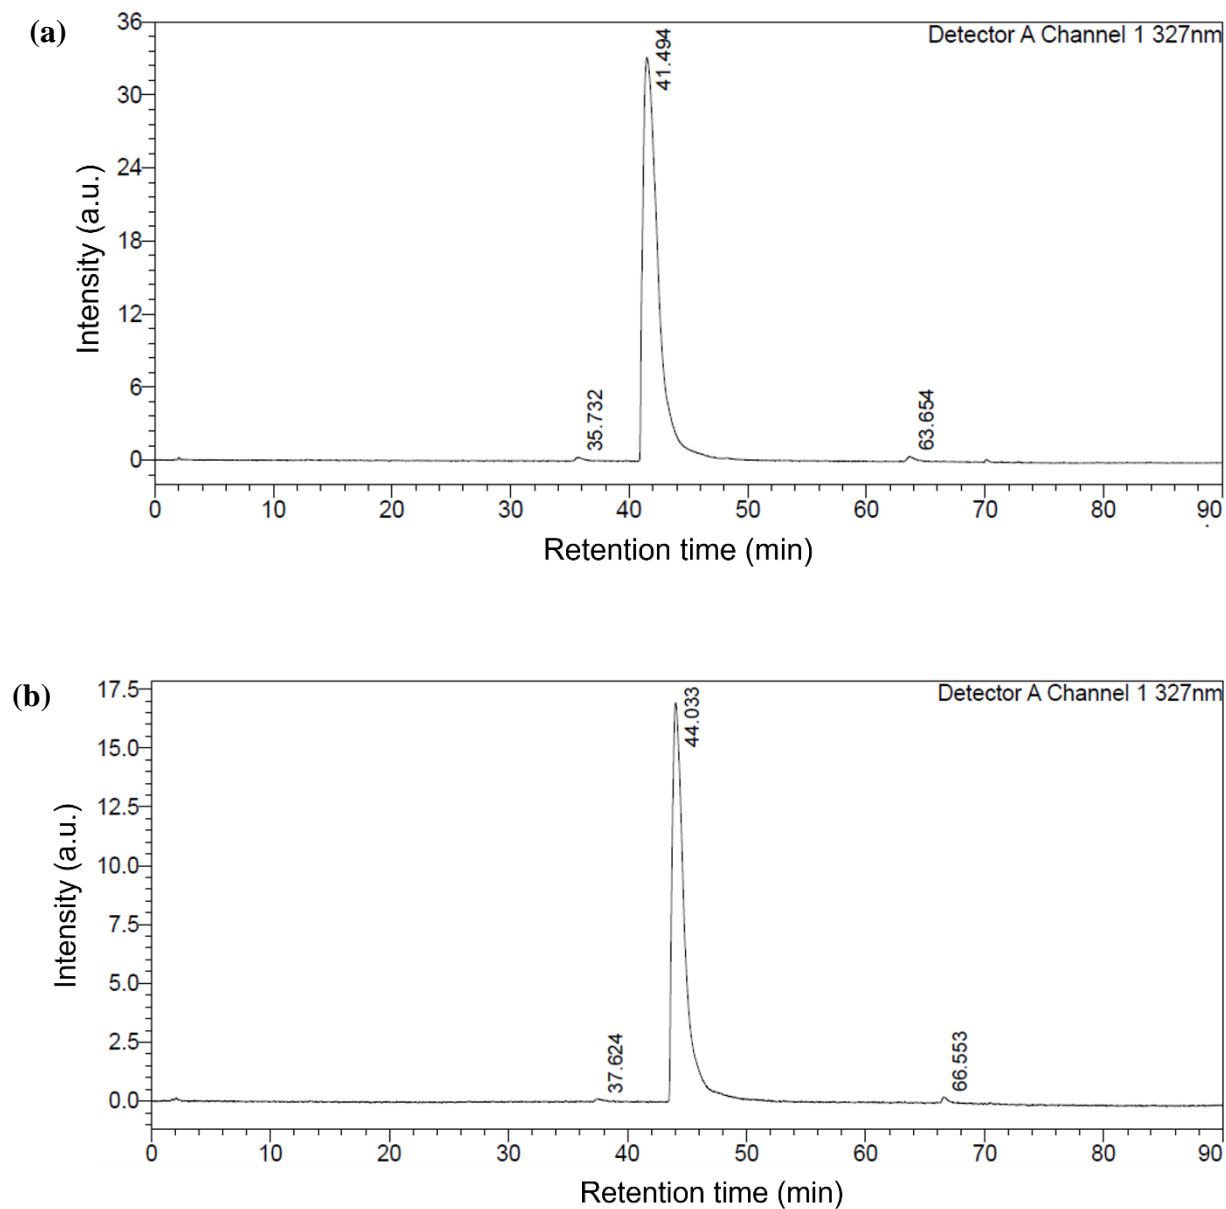 (a)
Detector A Channel 1 327nm
36
30
24
18
12
6
0
Intensity (a.u.)
35.732
41.494
63.654
0 10 20 30 40 50 60 70 80 90
Retention time (min)
(b)
Detector A Channel 1 327nm
17.5
15.0
12.5
10.0
7.5
5.0
2.5
0.0
Intensity (a.u.)
37.624
44.033
66.553
0 10 20 30 40 50 60 70 80 90
Retention time (min)